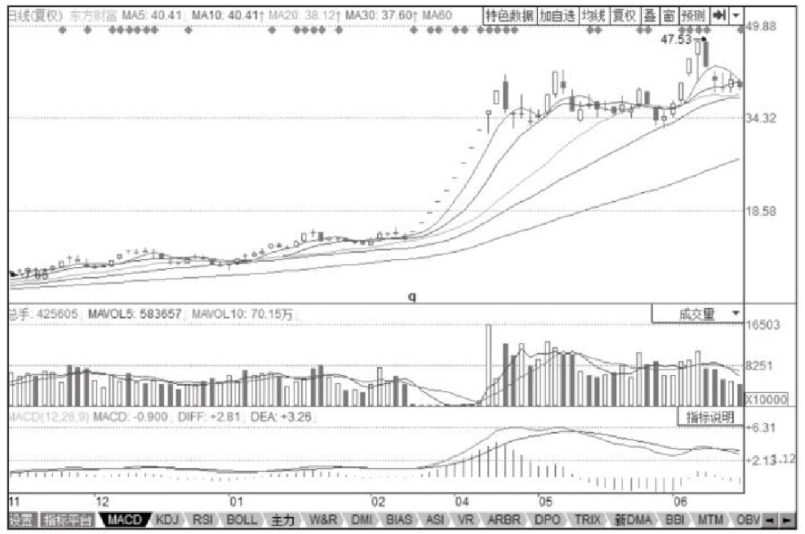 日线(复权) 东方财富 MA5: 40.41↓ MA10: 40.41↑ MA20: 38.12↑ MA30: 37.60↑ MA60
特色数据 加自选 均线 复权 叠 窗 预测
49.88
47.53
34.32
18.58
7.65
q
总手: 425605↓ MAVOL5: 583657↓ MAVOL10: 70.15万↓
成交量
16503
8251
X10000
MACD(12,26,9) MACD: -0.900↓ DIFF: +2.81↓ DEA: +3.26↓
指标说明
+6.31
+2.13
1.12
11 12 01 02 04 05 06
设置 指标平台 MACD KDJ RSI BOLL 主力 W&R DMI BIAS ASI VR ARBR DPO TRIX 新DMA BBI MTM OBV